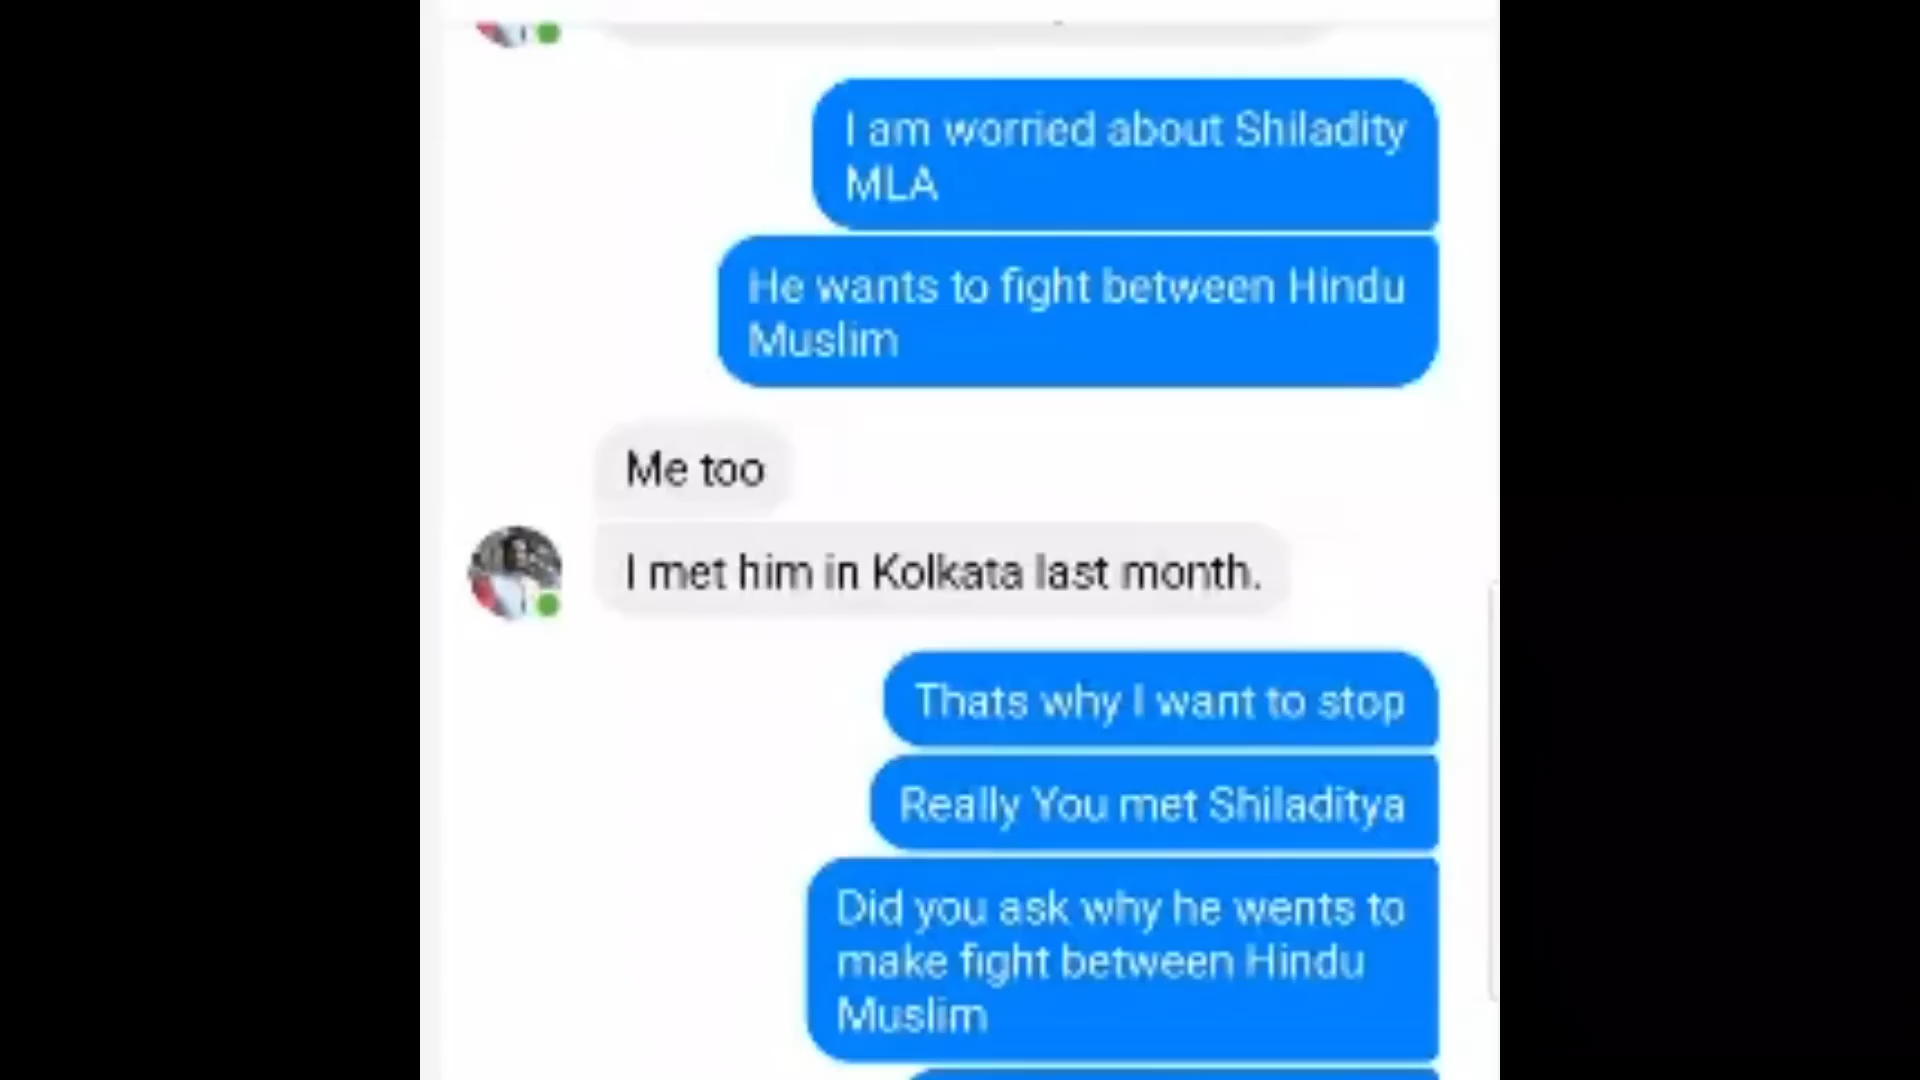 I am worried about Shiladity
MLA
He wants to fight between Hindu
Muslim
Me too
I met him in Kolkata last month.
Thats why I want to stop
Really You met Shiladitya
Did you ask why he wents to
make fight between Hindu
Muslim